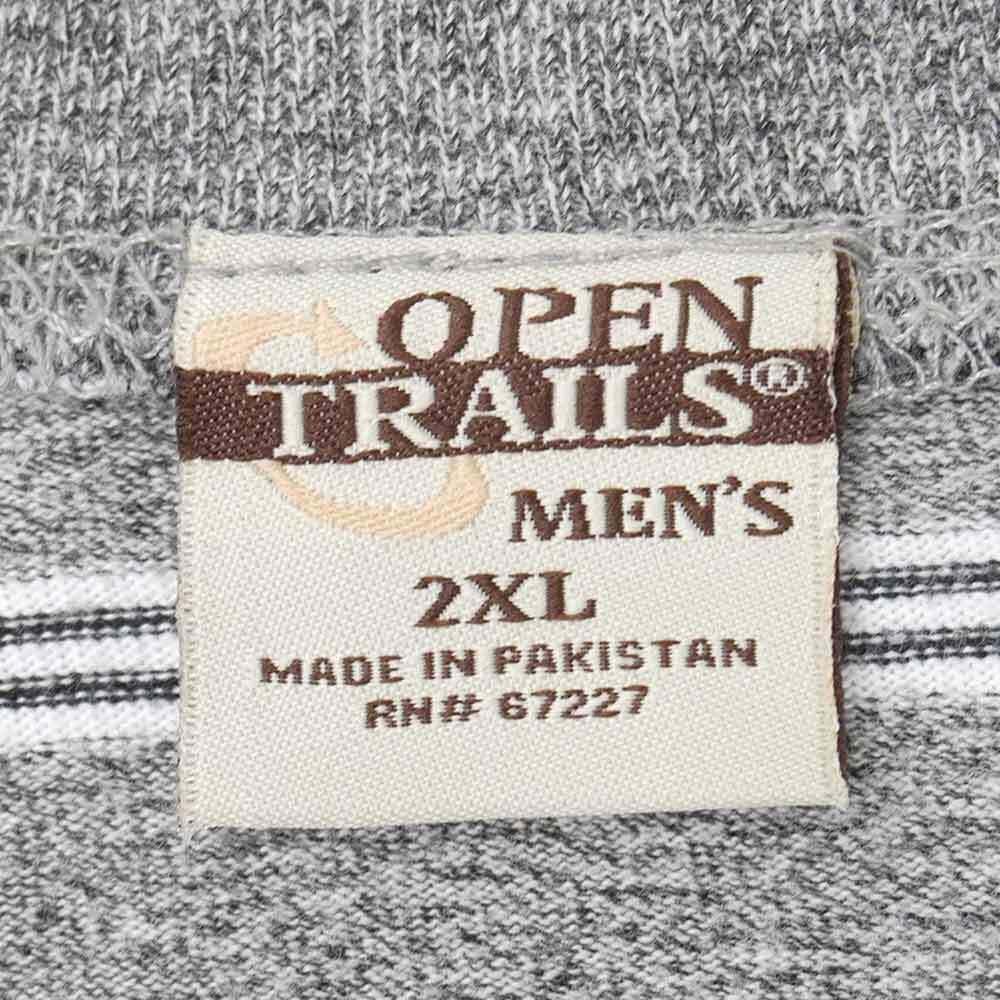 OPEN
TRAILS®
MEN'S
2XL
MADE IN PAKISTAN
RN# 67227